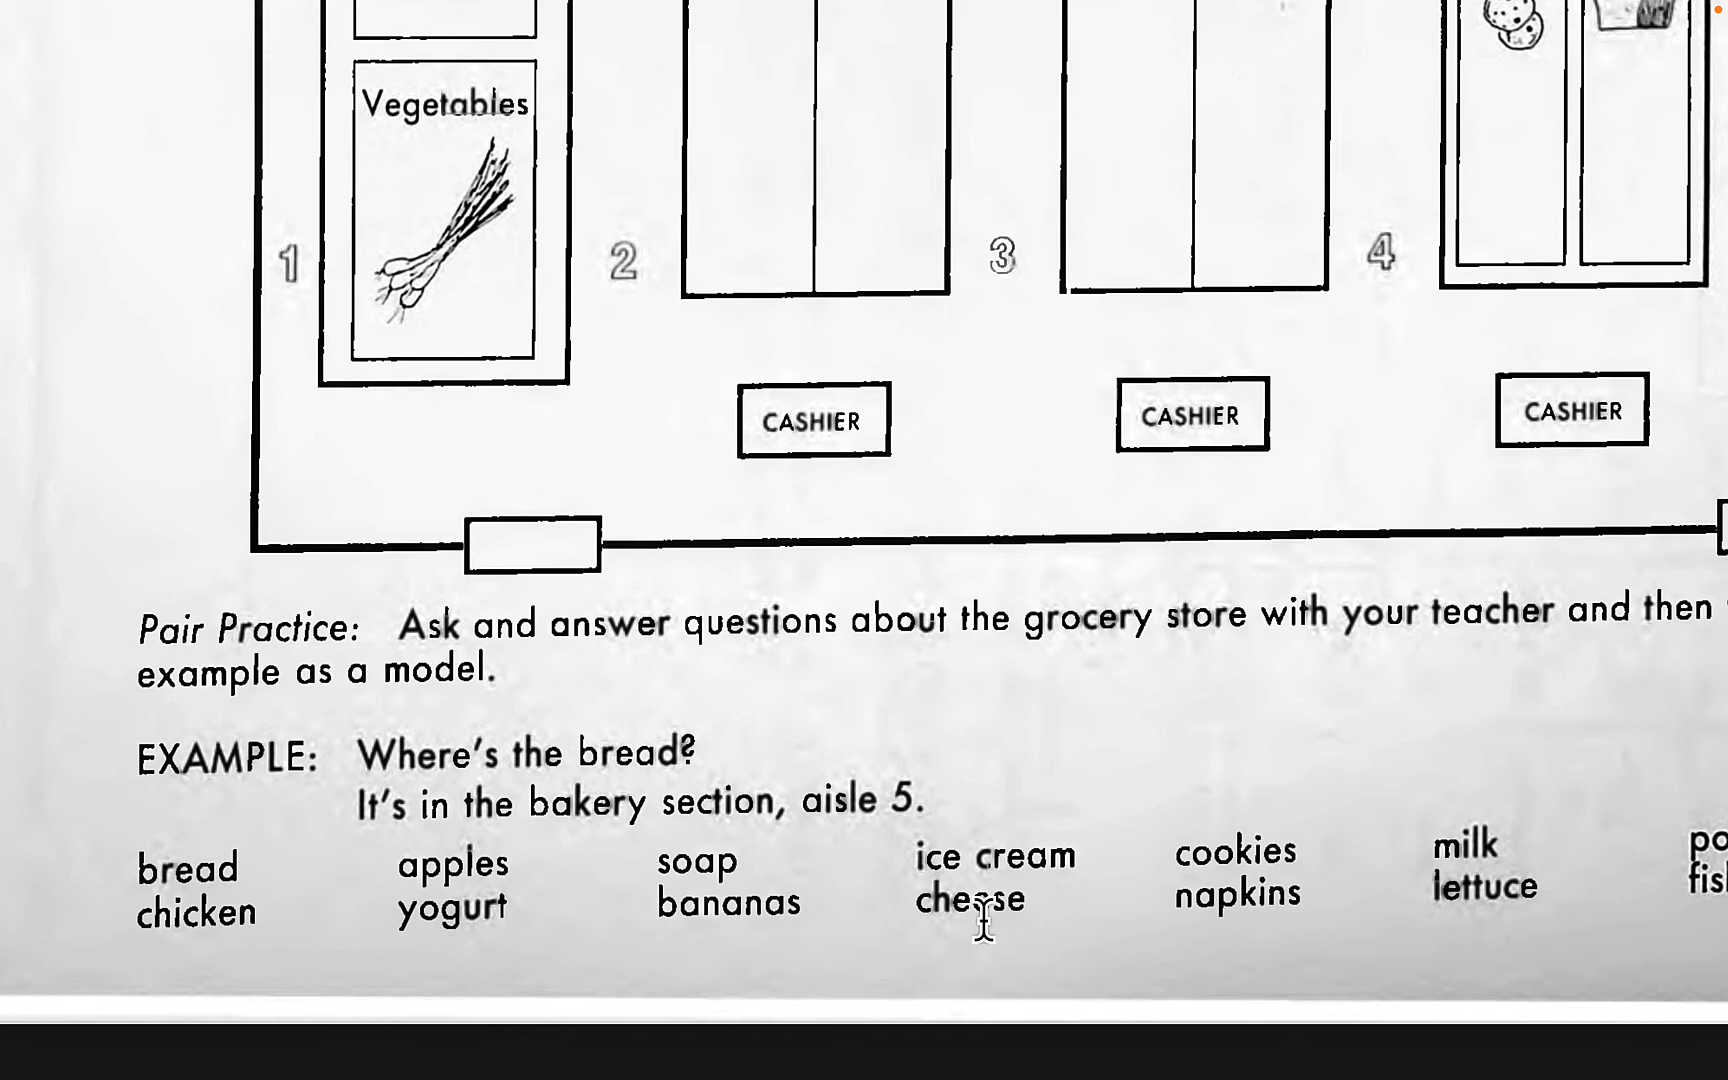 Vegetables
1
2
3
4
CASHIER
CASHIER
CASHIER
Pair Practice: Ask and answer questions about the grocery store with your teacher and then
example as a model.
EXAMPLE: Where's the bread?
It's in the bakery section, aisle 5.
bread apples soap ice cream cookies milk
chicken yogurt bananas cheese napkins lettuce